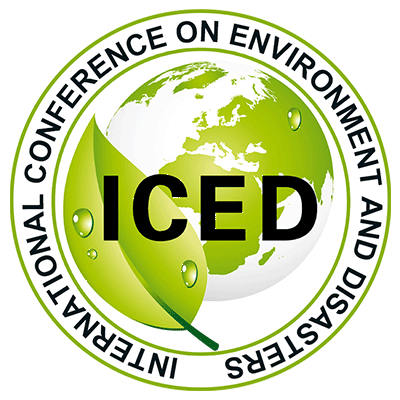 INTERNATIONAL CONFERENCE ON ENVIRONMENT AND DISASTERS
ICED